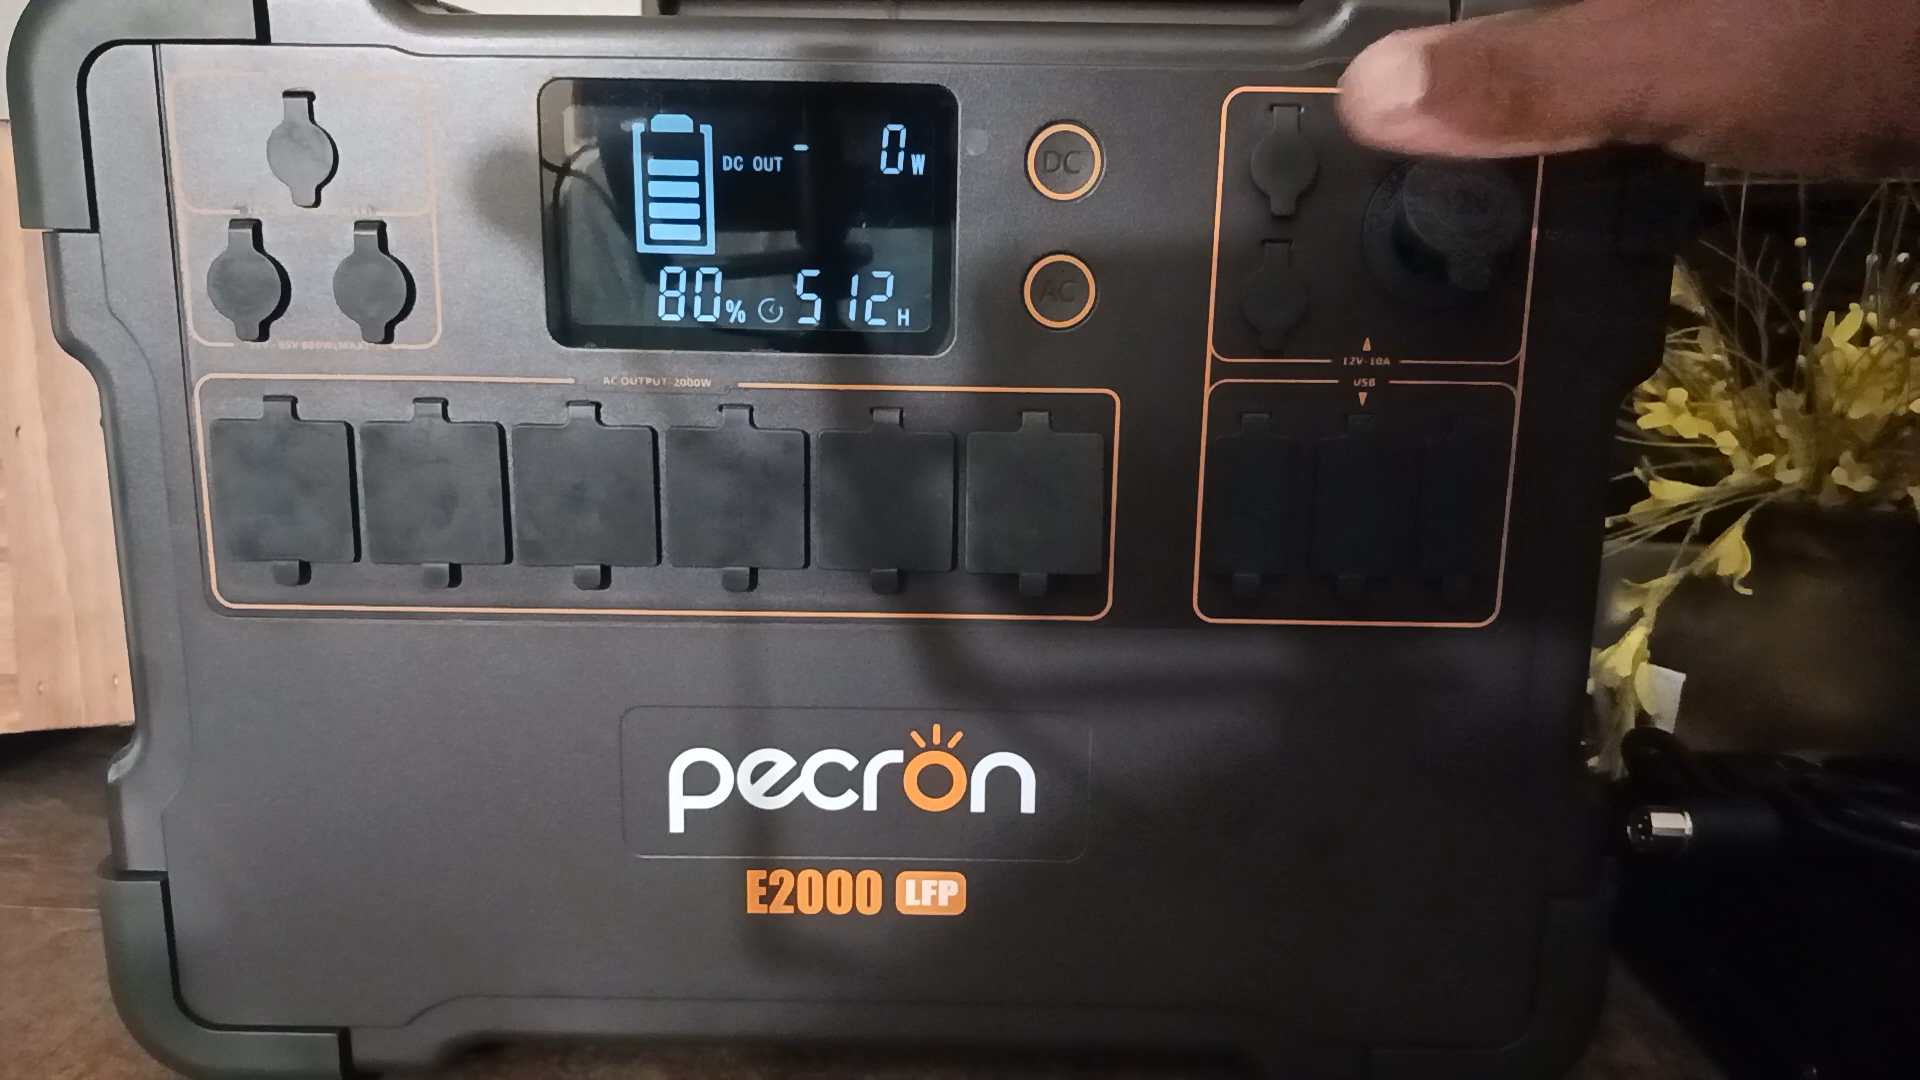 DC OUT - 0W
80% 512H
DC
AC
AC OUTPUT-2000W
12V-10A
USB
pecron
E2000 LFP